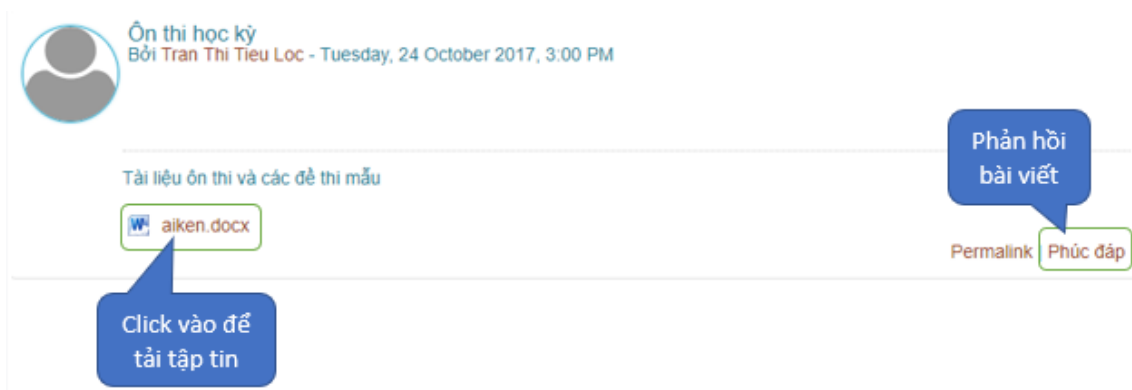 Ôn thi học kỳ
Bởi Tran Thi Tieu Loc - Tuesday, 24 October 2017, 3:00 PM
Phản hồi
bài viết
Tài liệu ôn thi và các đề thi mẫu
aiken.docx
Permalink | Phúc đáp
Click vào để
tải tập tin